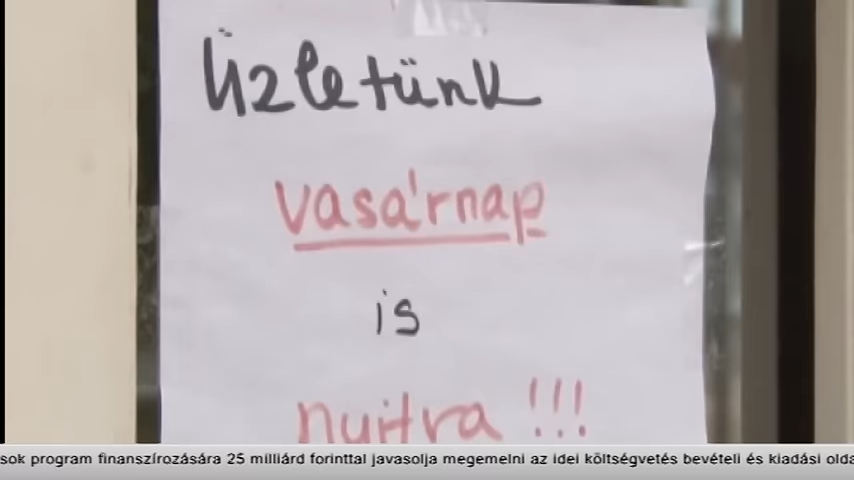 Üzletünk
vasárnap
is
nyitva !!!
sok program finanszírozására 25 milliárd forinttal javasolja megemelni az idei költségvetés bevételi és kiadási olda